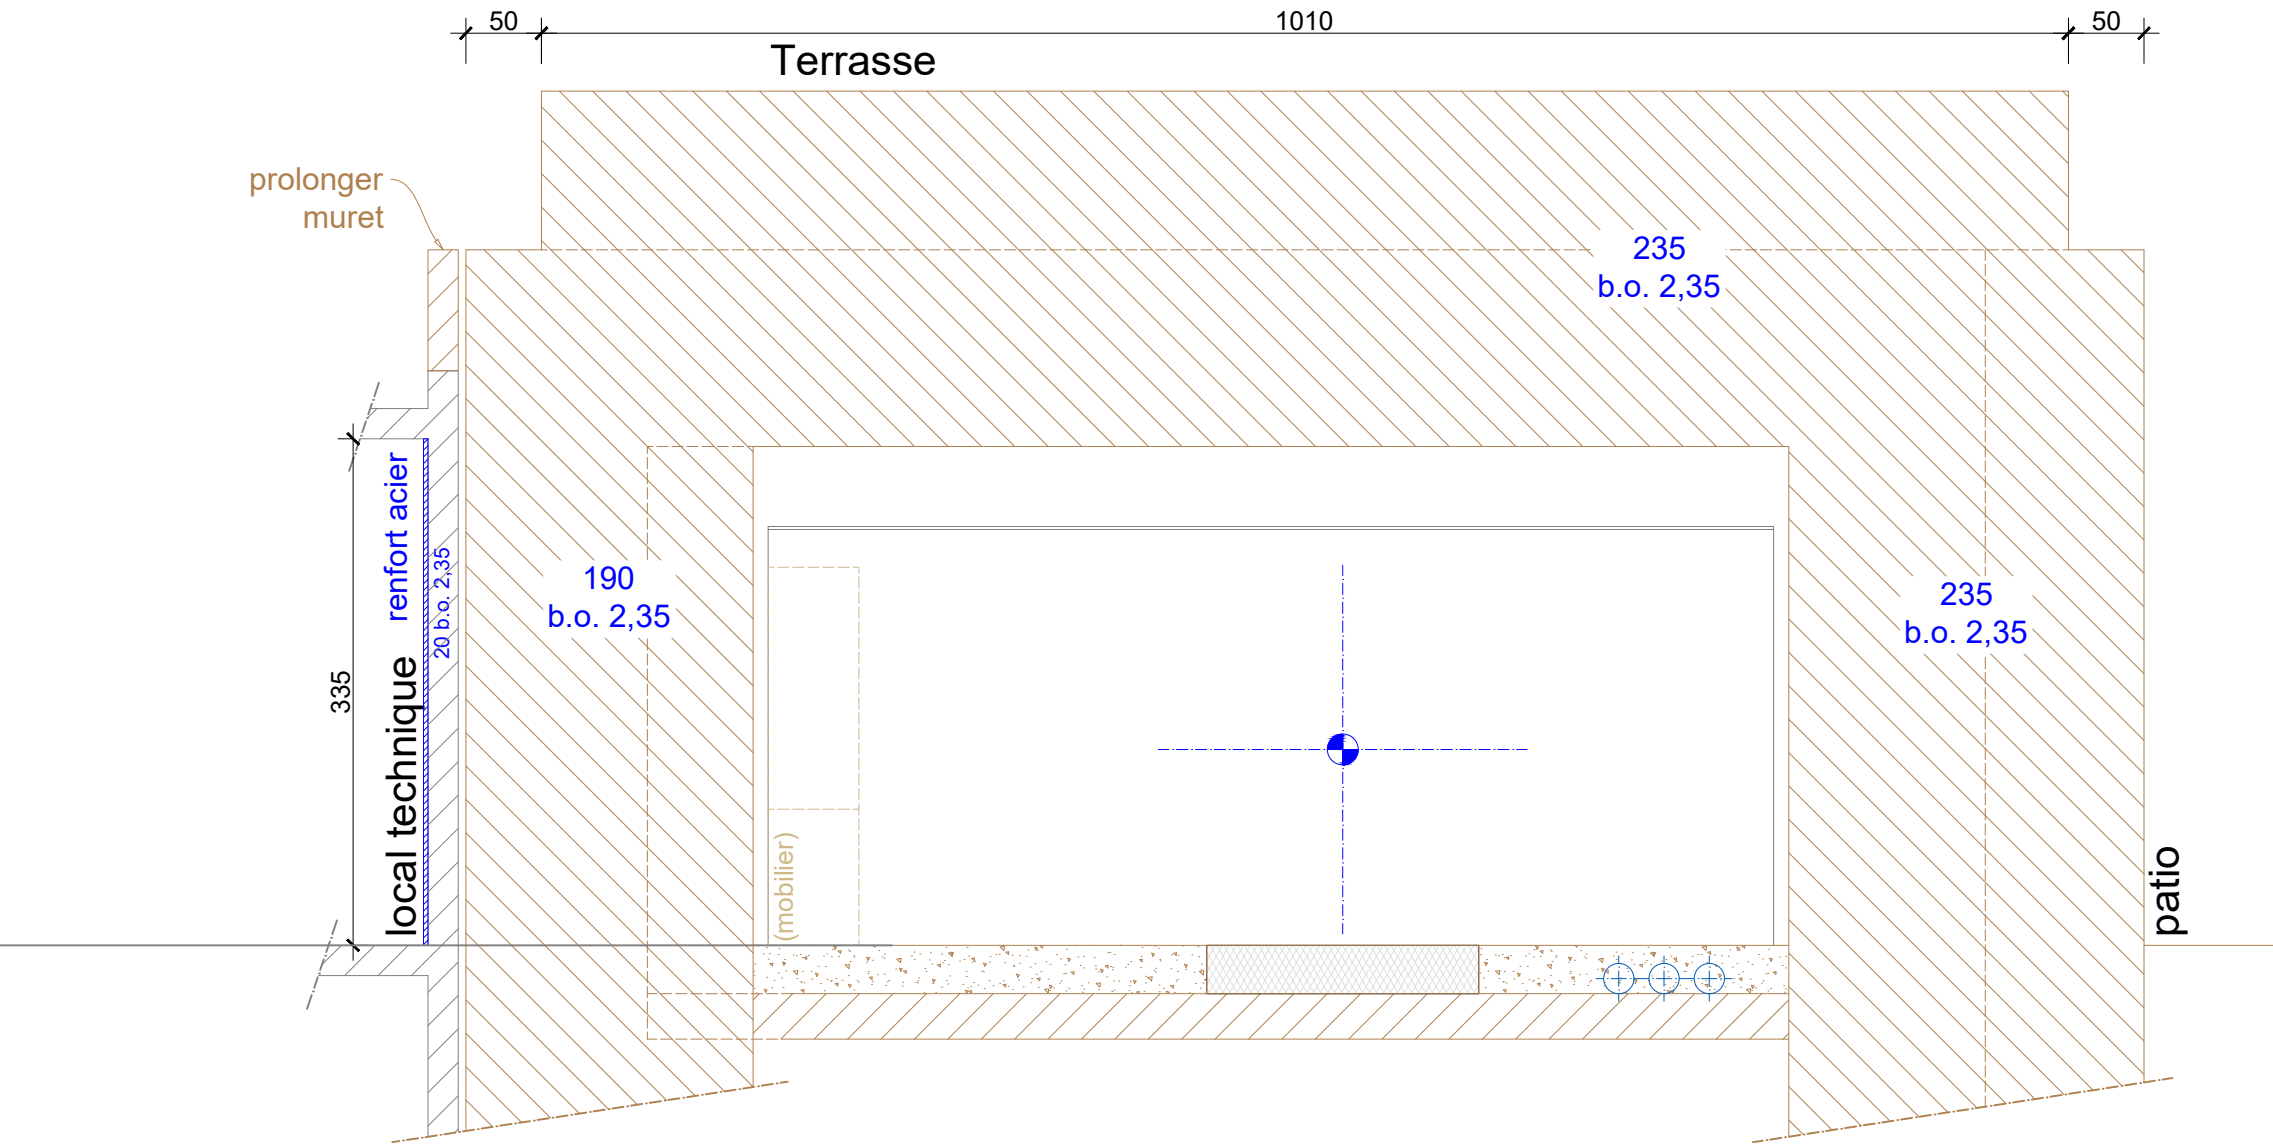 50
1010
50
Terrasse
prolonger
muret
235
b.o. 2,35
renfort acier
20 b.o. 2,35
190
b.o. 2,35
235
b.o. 2,35
335
local technique
(mobilier)
patio